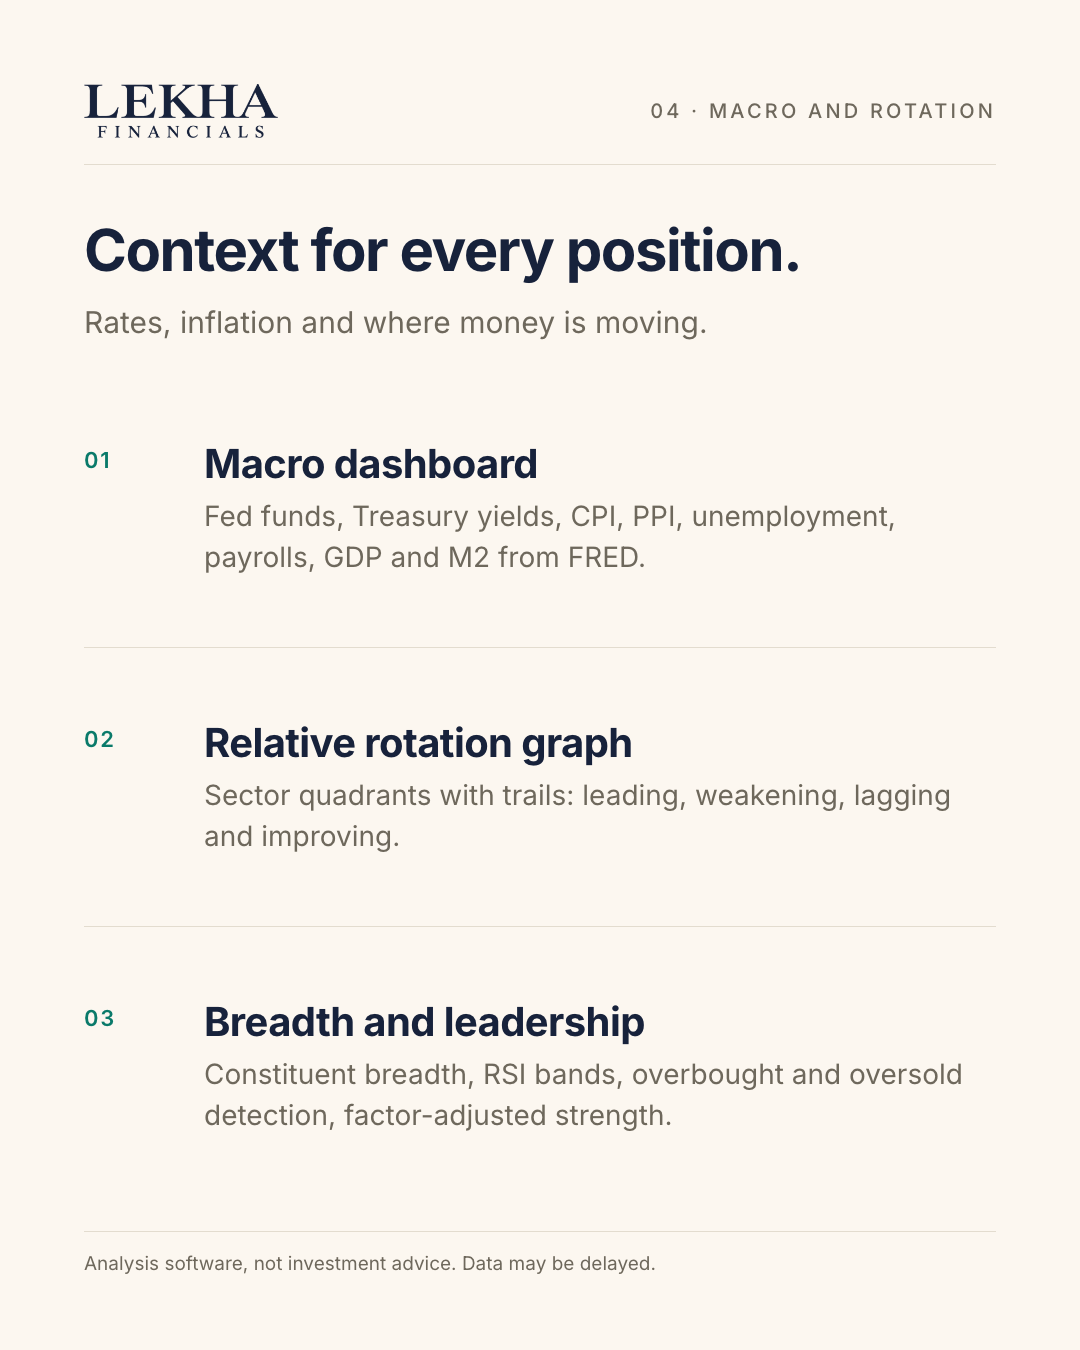 LEKHA
FINANCIALS
04 · MACRO AND ROTATION
Context for every position.
Rates, inflation and where money is moving.
01
Macro dashboard
Fed funds, Treasury yields, CPI, PPI, unemployment,
payrolls, GDP and M2 from FRED.
02
Relative rotation graph
Sector quadrants with trails: leading, weakening, lagging
and improving.
03
Breadth and leadership
Constituent breadth, RSI bands, overbought and oversold
detection, factor-adjusted strength.
Analysis software, not investment advice. Data may be delayed.